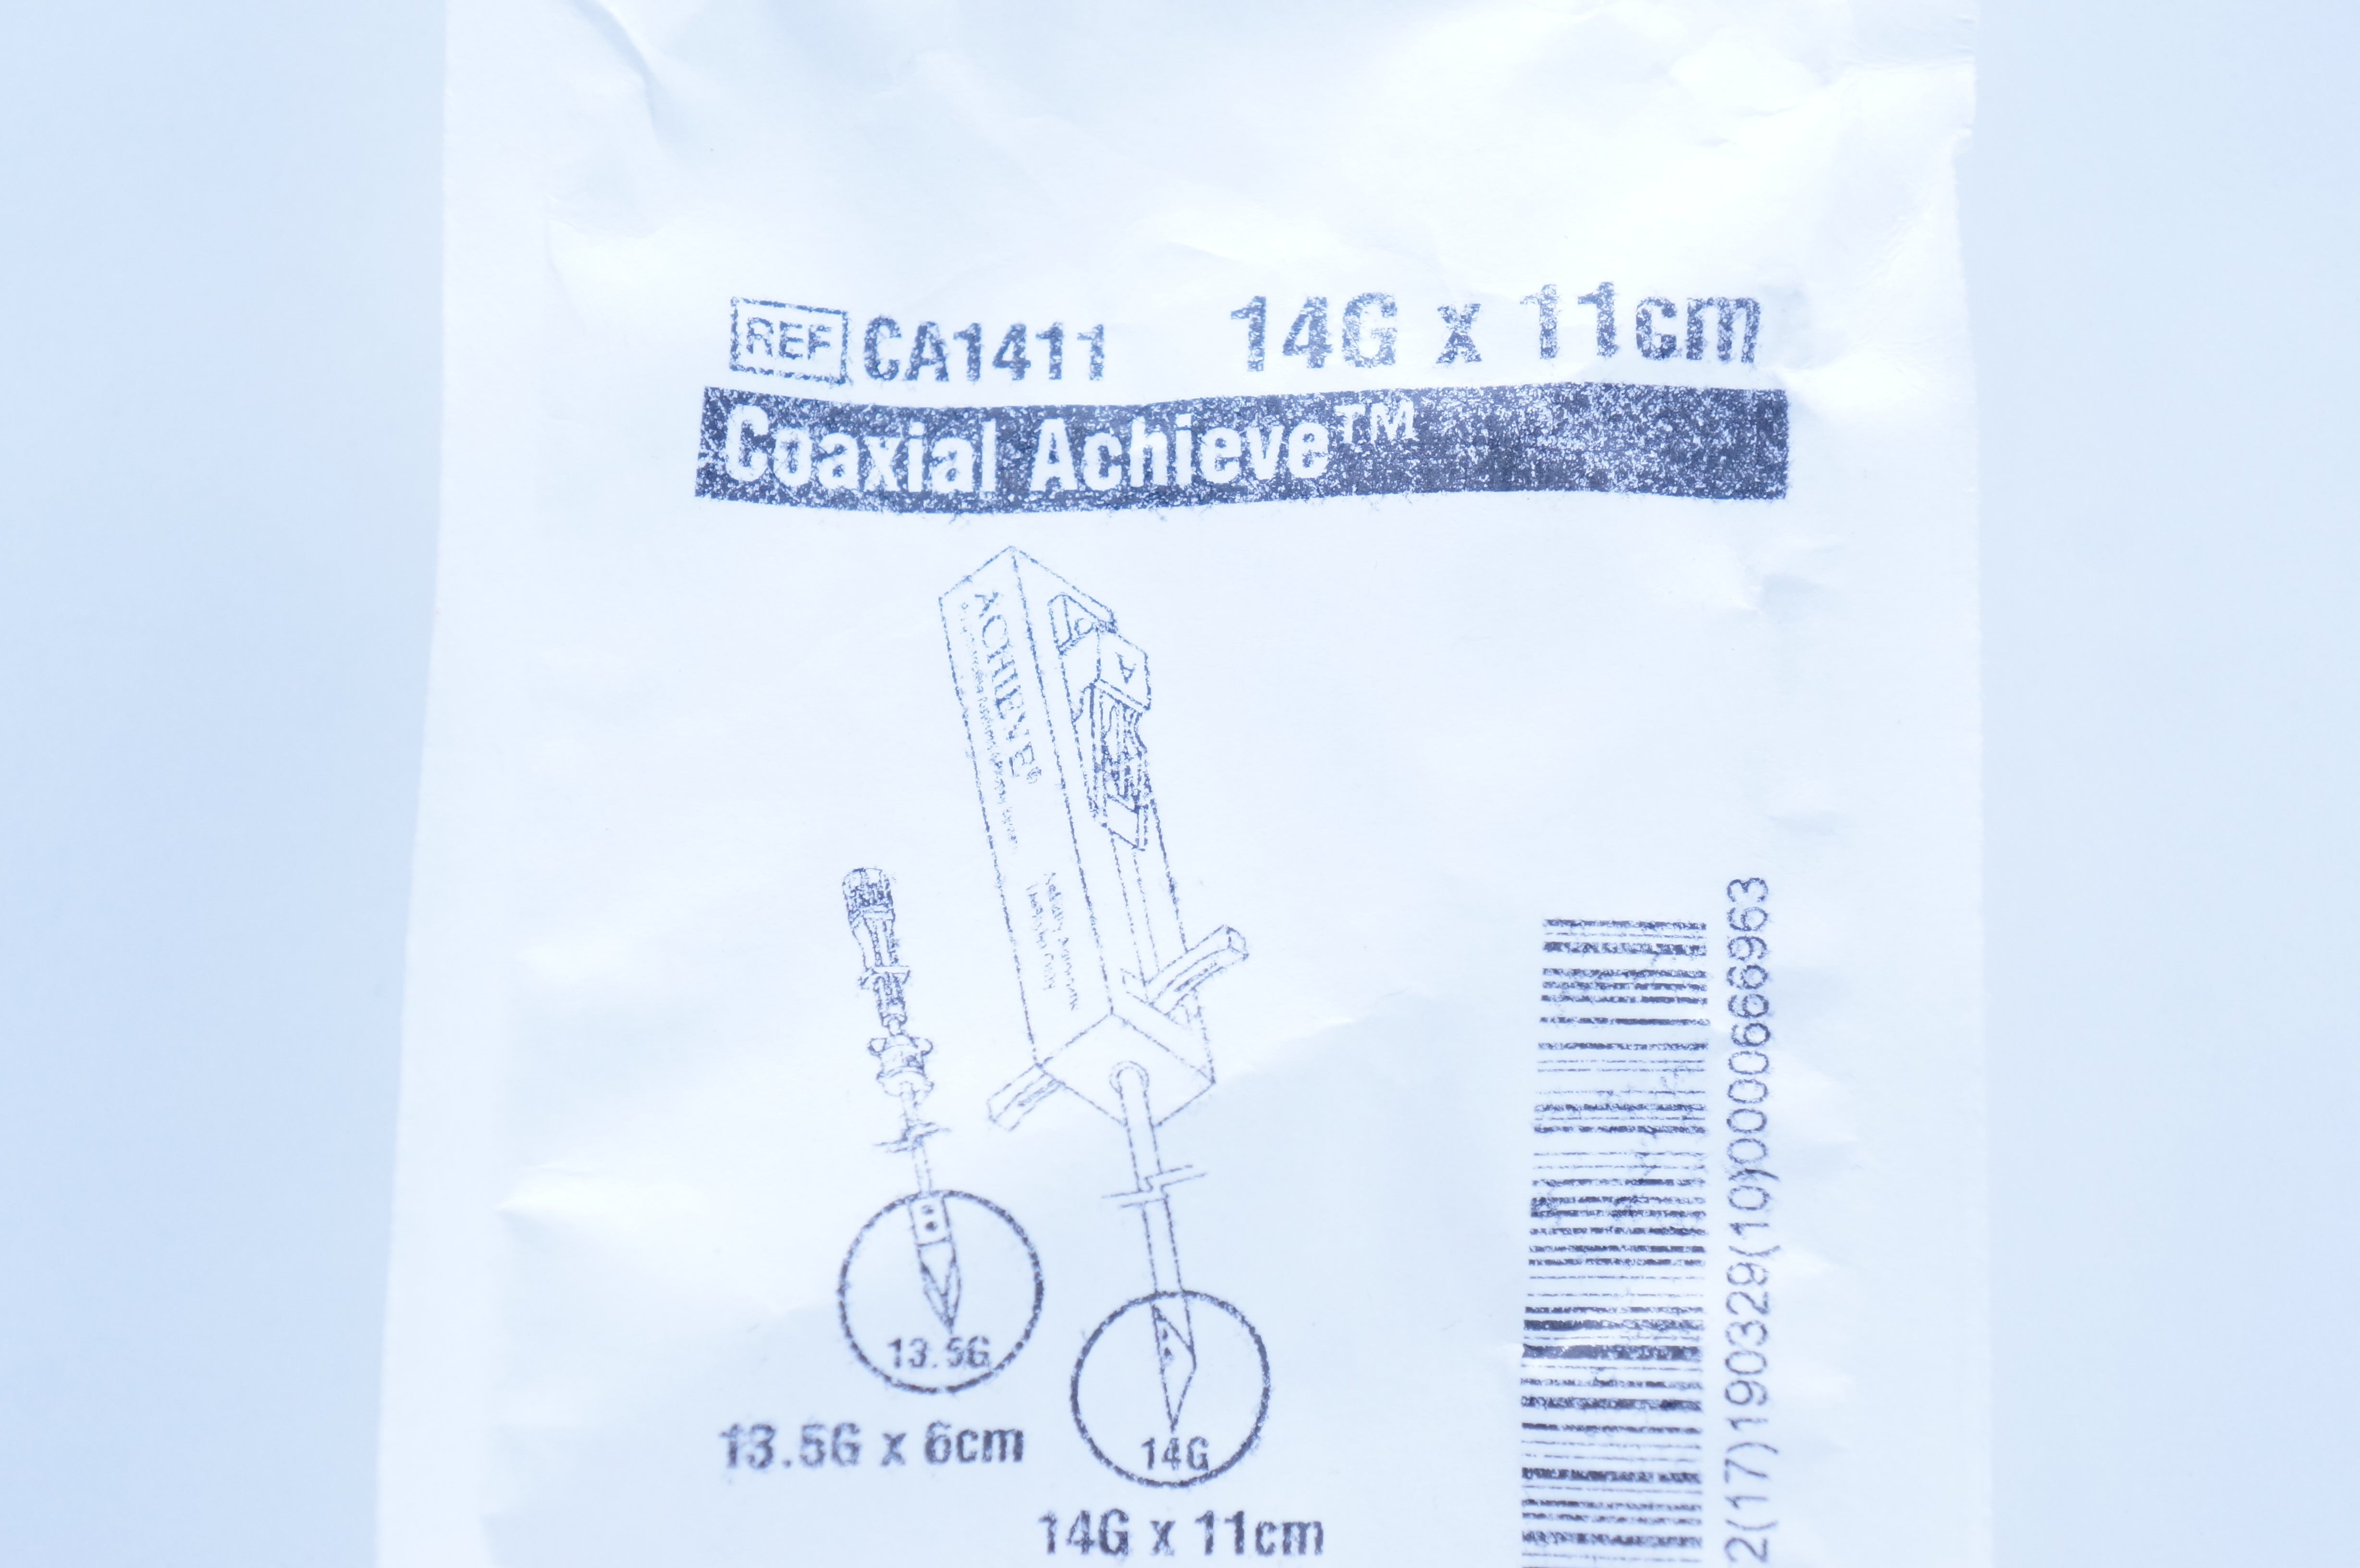 REF CA1411 14G x 11cm
Coaxial Achieve™
ACHIEVE®
13.5G
13.5G x 6cm
14G
14G x 11cm
2(17)190329(10)0000666963